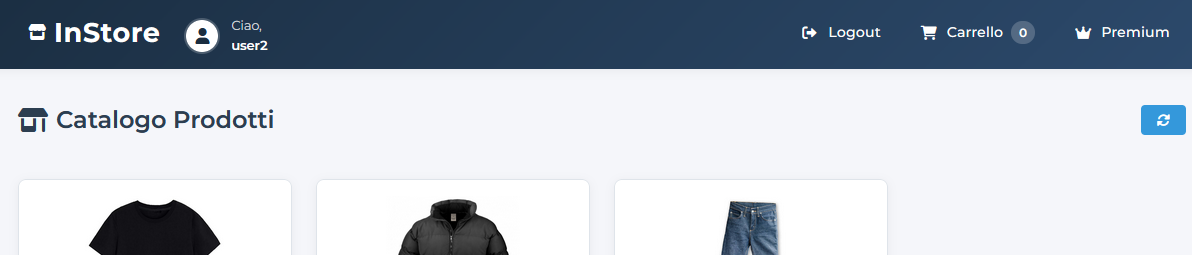 InStore
Ciao,
user2
Logout
Carrello 0
Premium
Catalogo Prodotti